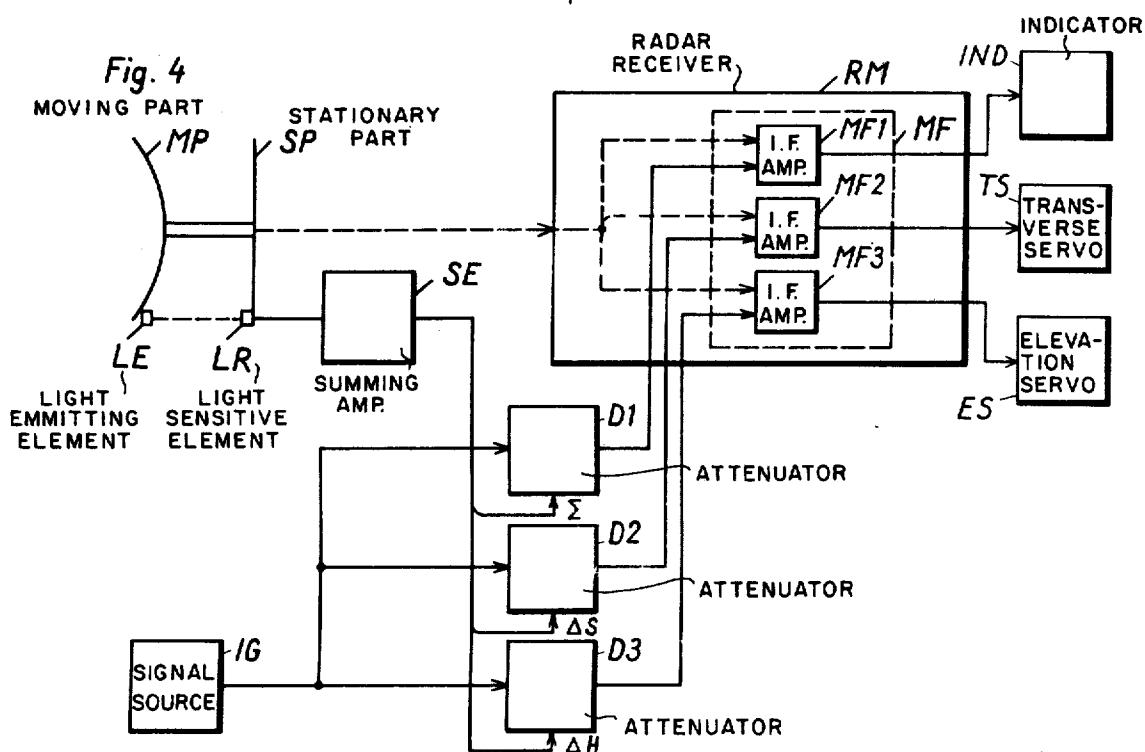 Fig. 4
MOVING PART
MP
STATIONARY
PART
SP
RADAR
RECEIVER
RM
INDICATOR
IND
I.F.
AMP.
MF1
MF
I.F.
AMP.
MF2
I.F.
AMP.
MF3
TS
TRANS-
VERSE
SERVO
ELEVA-
TION
SERVO
ES
SE
SUMMING
AMP.
LE
LIGHT
EMMITTING
ELEMENT
LR
LIGHT
SENSITIVE
ELEMENT
D1
ATTENUATOR
Σ
D2
ATTENUATOR
ΔS
D3
ATTENUATOR
ΔH
IG
SIGNAL
SOURCE